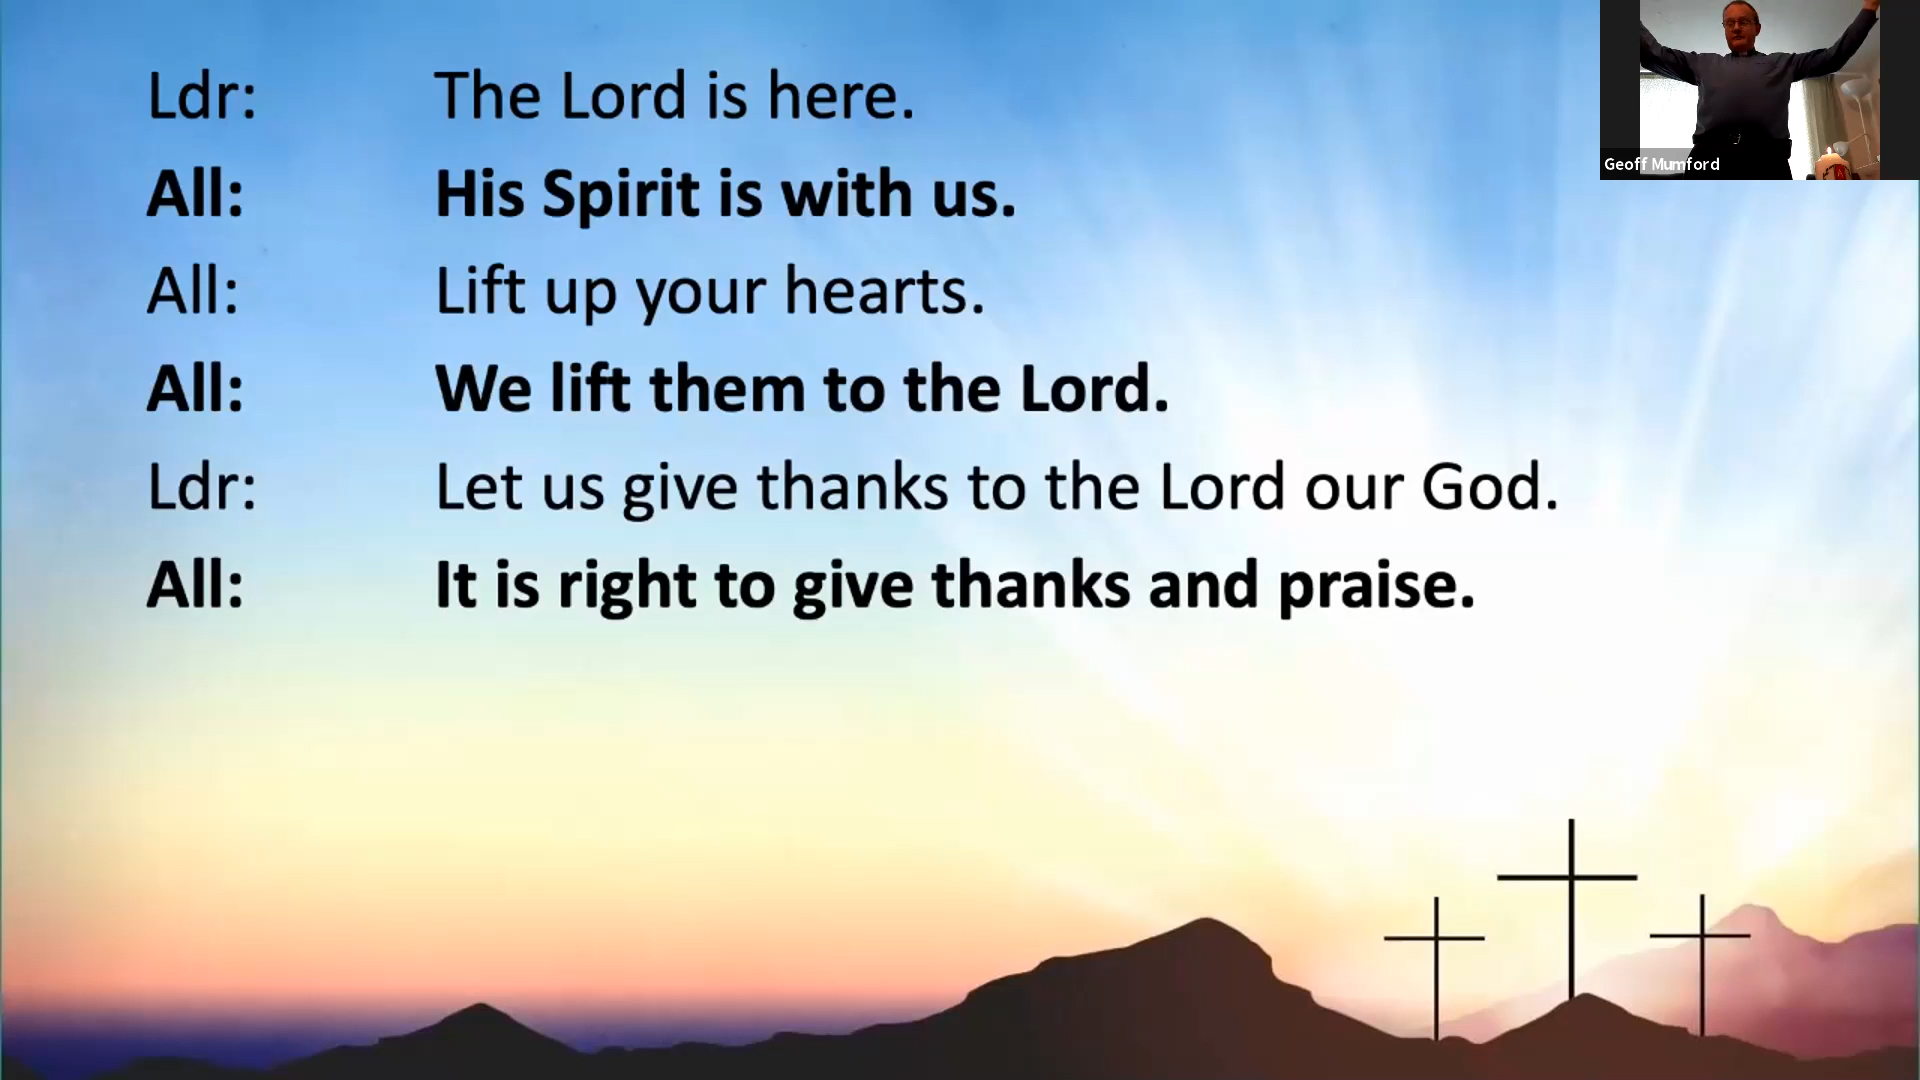 Ldr: The Lord is here.
All: His Spirit is with us.
All: Lift up your hearts.
All: We lift them to the Lord.
Ldr: Let us give thanks to the Lord our God.
All: It is right to give thanks and praise.
Geoff Mumford